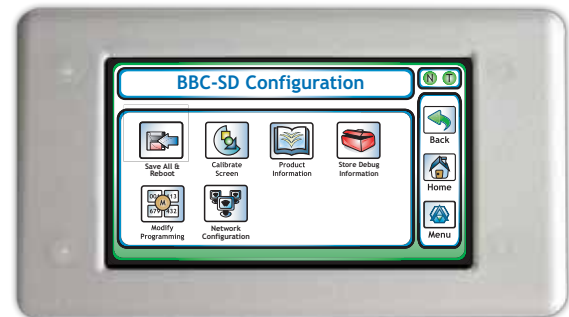 BBC-SD Configuration
N T
Save All &
Reboot
Calibrate
Screen
Product
Information
Store Debug
Information
Back
Home
M
Modify
Programming
Network
Configuration
Menu